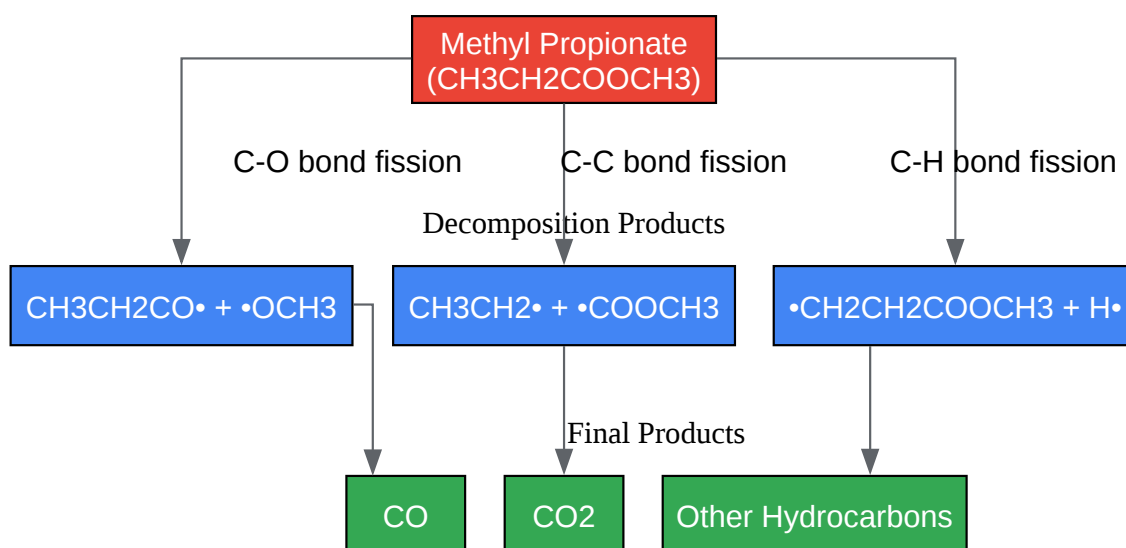 Methyl Propionate
(CH3CH2COOCH3)
C-O bond fission
C-C bond fission
C-H bond fission
Decomposition Products
CH3CH2CO• + •OCH3
CH3CH2• + •COOCH3
•CH2CH2COOCH3 + H•
Final Products
CO
CO2
Other Hydrocarbons